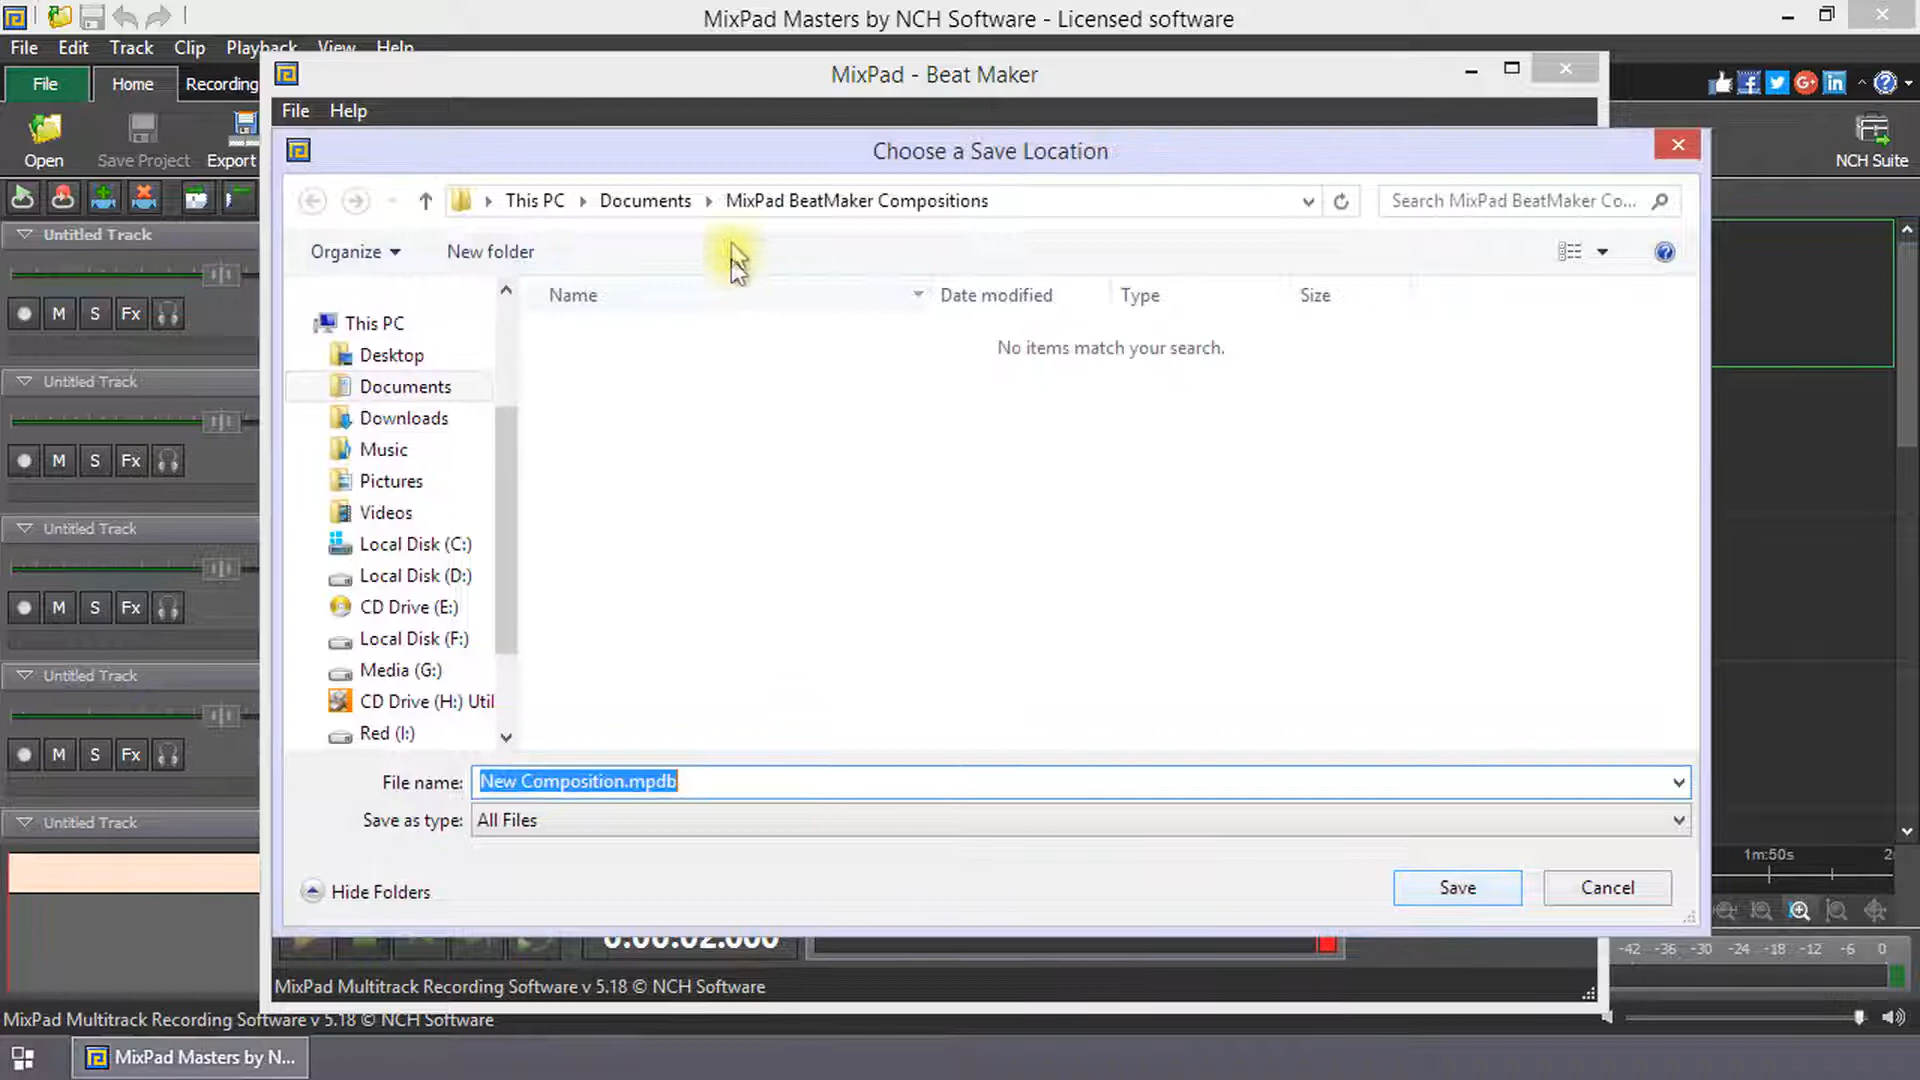 MixPad Masters by NCH Software - Licensed software
File Edit Track Clip Playback View Help
MixPad - Beat Maker
File Home Recording
File Help
Open Save Project Export
NCH Suite
Choose a Save Location
This PC Documents MixPad BeatMaker Compositions
Search MixPad BeatMaker Co...
Organize New folder
Name Date modified Type Size
No items match your search.
This PC
Desktop
Documents
Downloads
Music
Pictures
Videos
Local Disk (C:)
Local Disk (D:)
CD Drive (E:)
Local Disk (F:)
Media (G:)
CD Drive (H:) Util
Red (I:)
Untitled Track
M S Fx
Untitled Track
M S Fx
Untitled Track
M S Fx
Untitled Track
M S Fx
Untitled Track
File name: New Composition.mpdb
Save as type: All Files
Hide Folders
Save Cancel
1m:50s 2
0:00:02.000
-42 -36 -30 -24 -18 -12 -6 0
MixPad Multitrack Recording Software v 5.18 © NCH Software
MixPad Multitrack Recording Software v 5.18 © NCH Software
MixPad Masters by N...